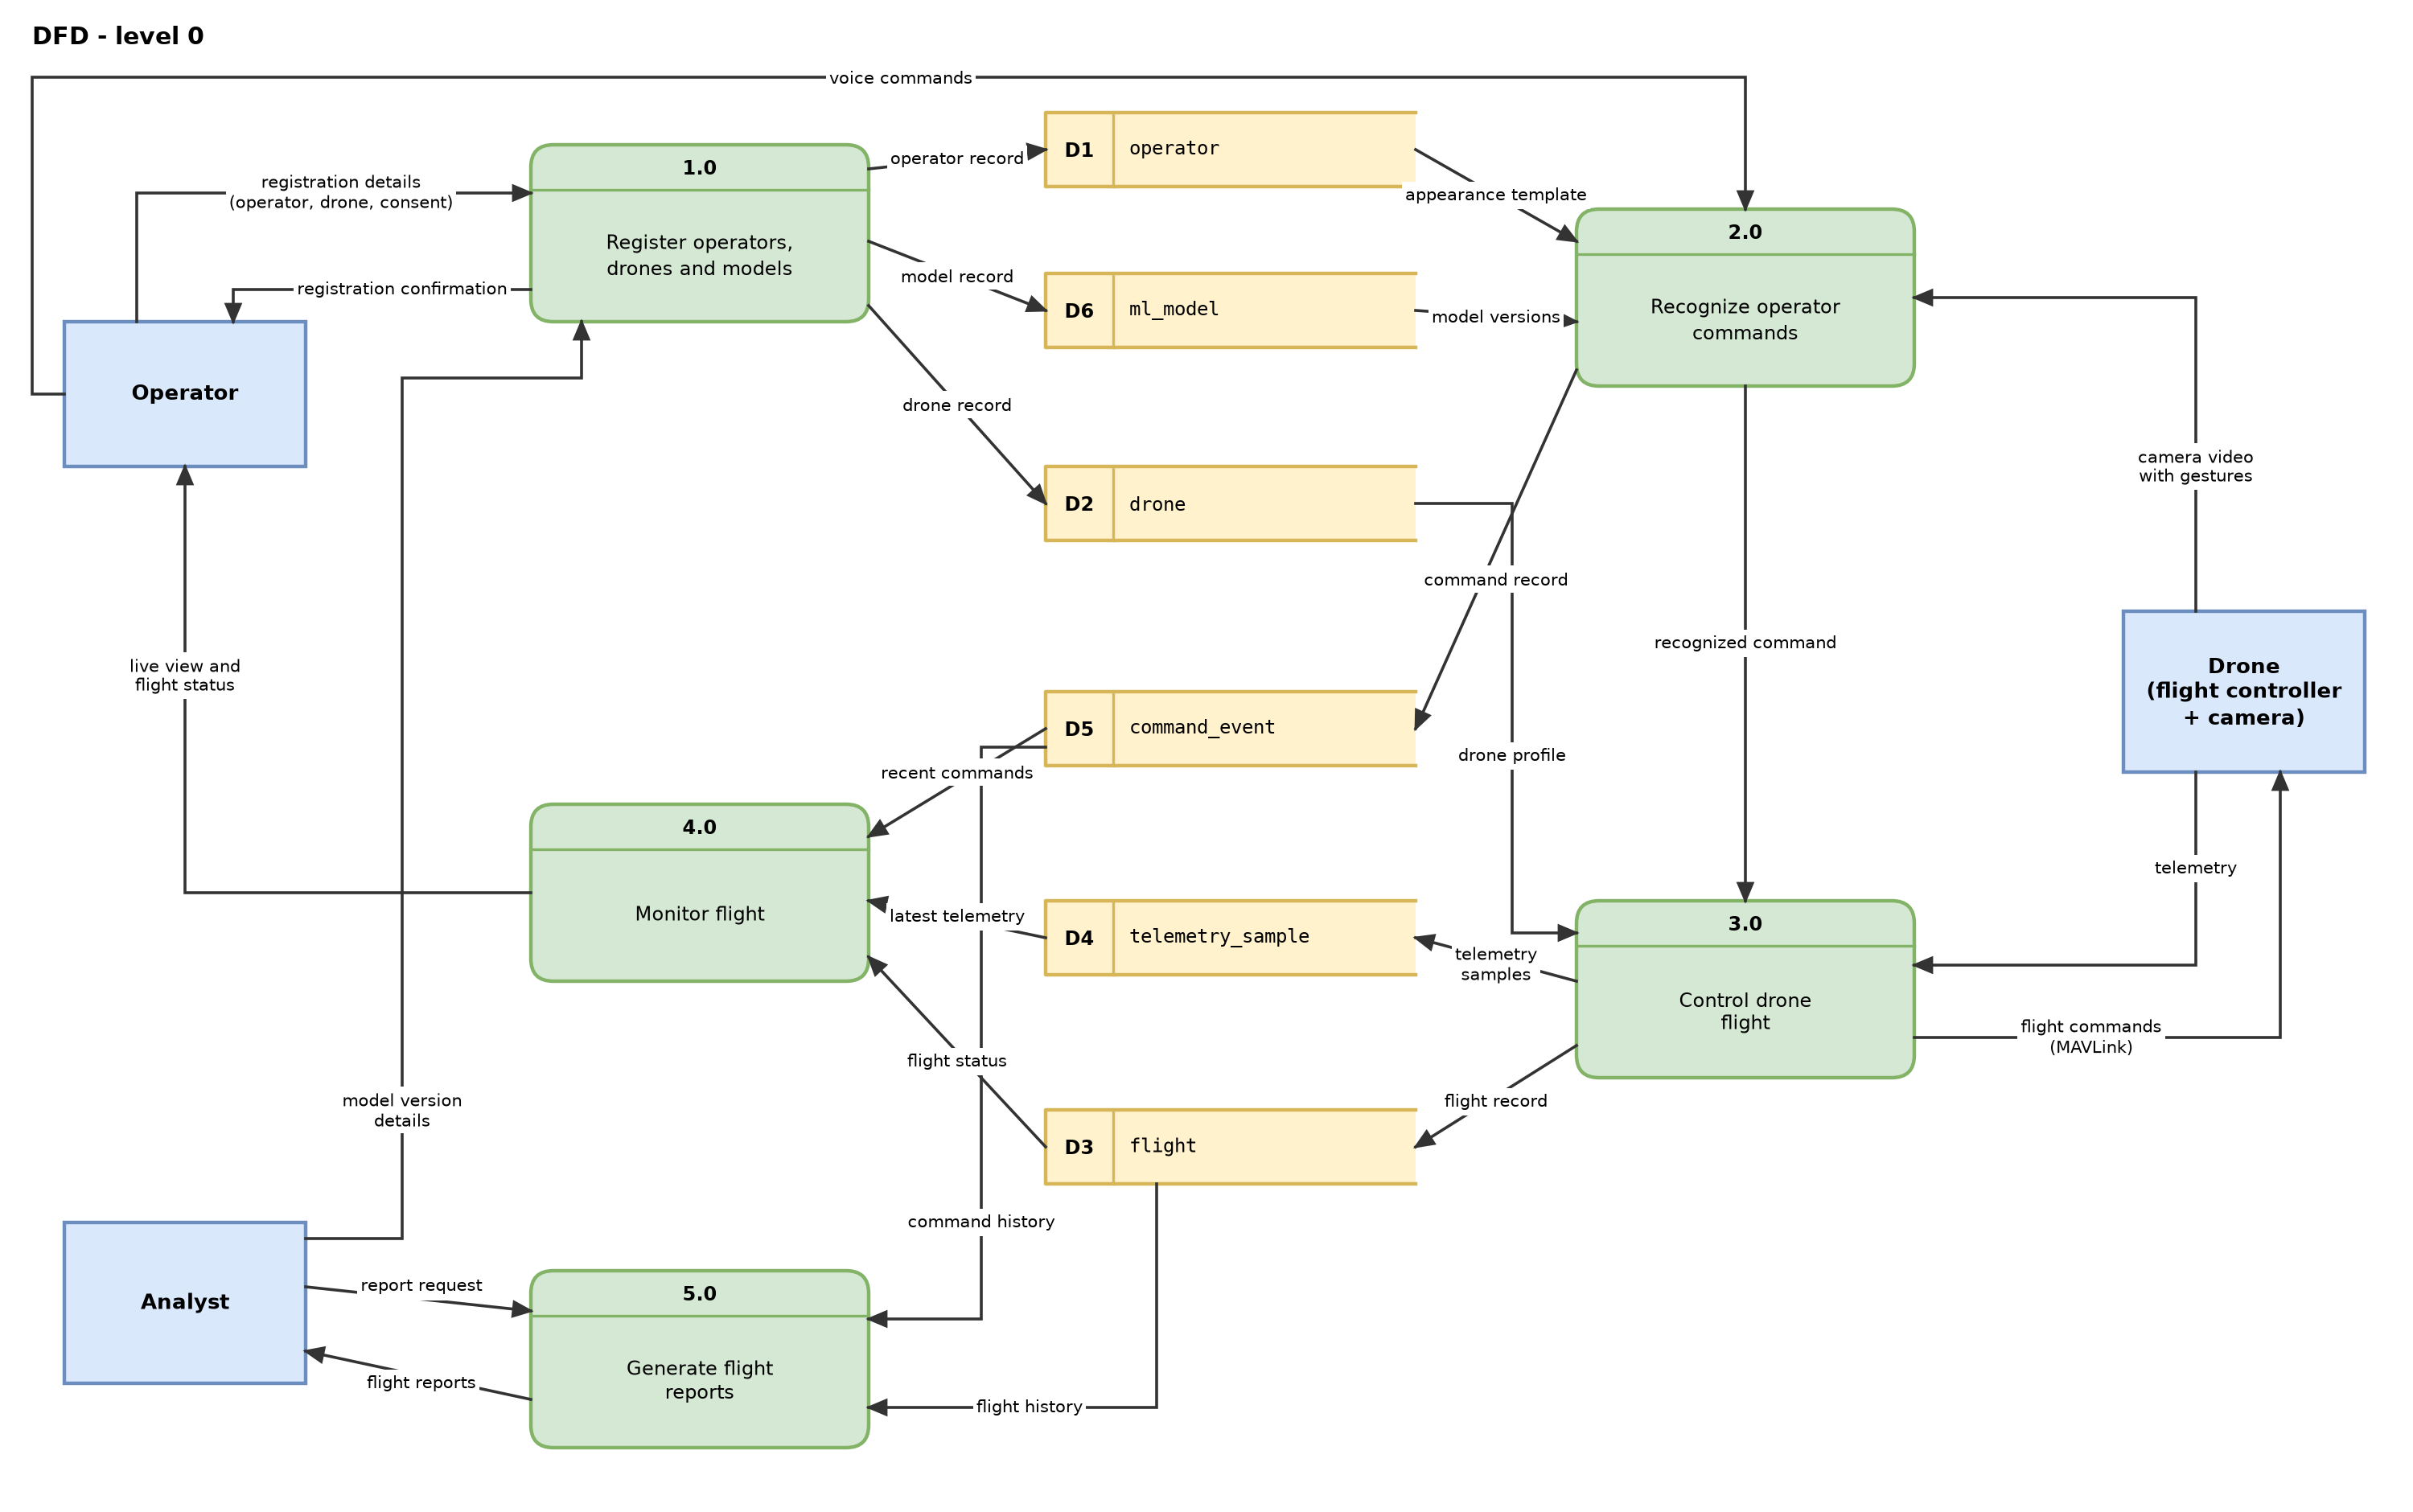 DFD - level 0
voice commands
D1
operator
1.0
operator record
registration details
(operator, drone, consent)
appearance template
2.0
Register operators,
drones and models
model record
registration confirmation
D6
ml_model
model versions
Recognize operator
commands
Operator
drone record
camera video
with gestures
D2
drone
command record
recognized command
live view and
flight status
Drone
(flight controller
+ camera)
D5
command_event
drone profile
recent commands
4.0
telemetry
Monitor flight
latest telemetry
D4
telemetry_sample
3.0
telemetry
samples
Control drone
flight
flight commands
(MAVLink)
flight status
model version
details
flight record
D3
flight
command history
report request
5.0
Analyst
Generate flight
reports
flight reports
flight history